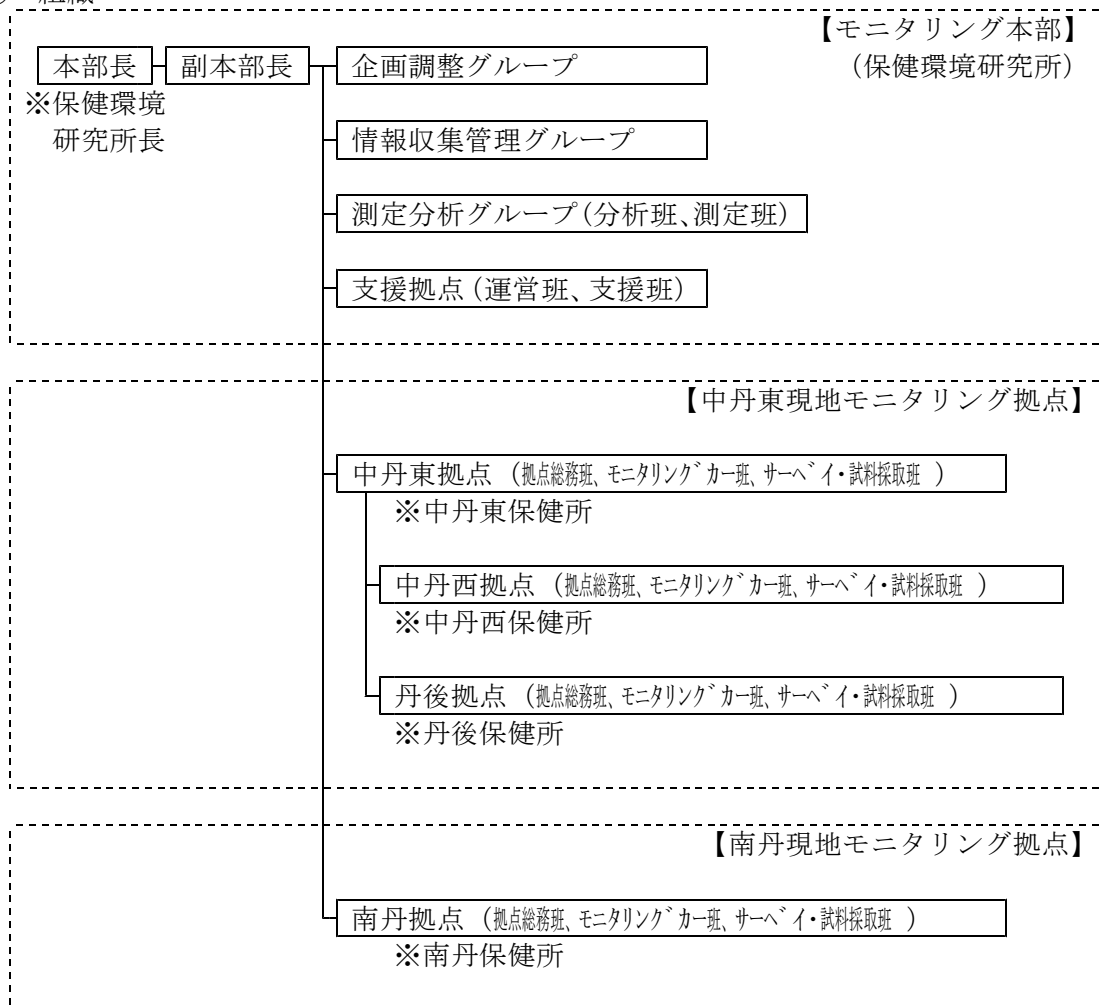 【モニタリング本部】
本部長 副本部長 企画調整グループ (保健環境研究所)
※保健環境
研究所長 情報収集管理グループ
測定分析グループ(分析班、測定班)
支援拠点(運営班、支援班)
【中丹東現地モニタリング拠点】
中丹東拠点 (拠点総務班、モニタリングカー班、サーベイ・試料採取班 )
※中丹東保健所
中丹西拠点 (拠点総務班、モニタリングカー班、サーベイ・試料採取班 )
※中丹西保健所
丹後拠点 (拠点総務班、モニタリングカー班、サーベイ・試料採取班 )
※丹後保健所
【南丹現地モニタリング拠点】
南丹拠点 (拠点総務班、モニタリングカー班、サーベイ・試料採取班 )
※南丹保健所